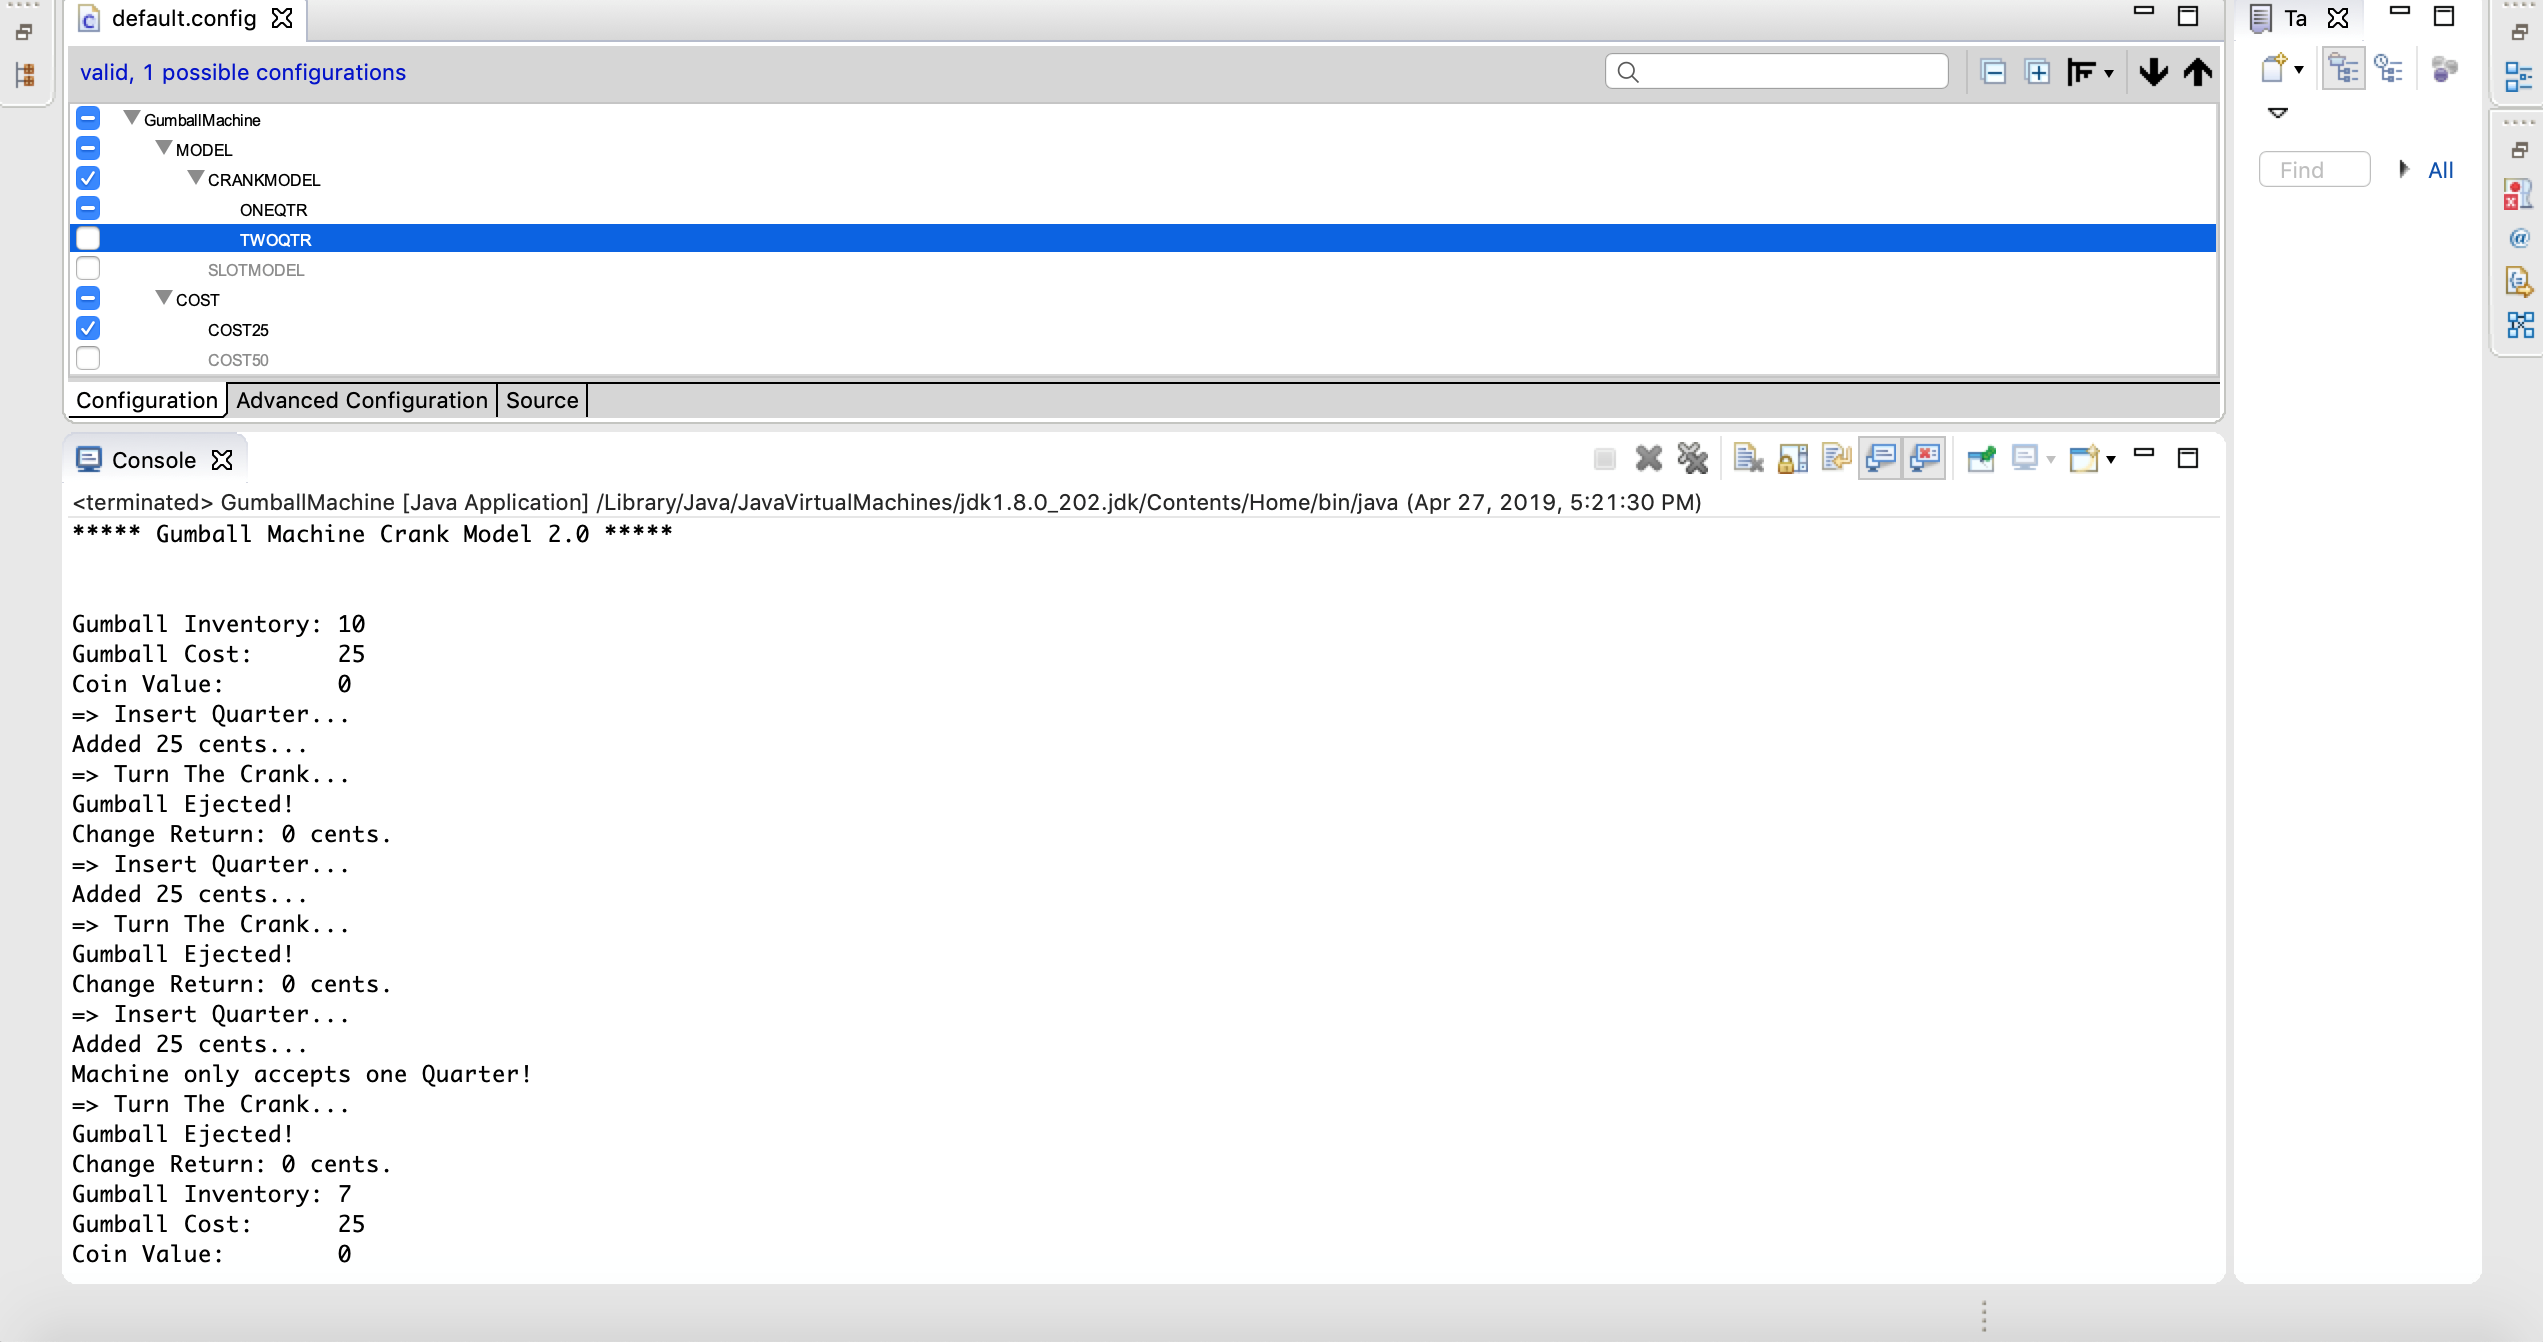 default.config
Ta
valid, 1 possible configurations
GumballMachine
MODEL
CRANKMODEL
ONEQTR
TWOQTR
SLOTMODEL
COST
COST25
COST50
Find
All
Configuration
Advanced Configuration
Source
Console
<terminated> GumballMachine [Java Application] /Library/Java/JavaVirtualMachines/jdk1.8.0_202.jdk/Contents/Home/bin/java (Apr 27, 2019, 5:21:30 PM)
***** Gumball Machine Crank Model 2.0 *****
Gumball Inventory: 10
Gumball Cost: 25
Coin Value: 0
=> Insert Quarter...
Added 25 cents...
=> Turn The Crank...
Gumball Ejected!
Change Return: 0 cents.
=> Insert Quarter...
Added 25 cents...
=> Turn The Crank...
Gumball Ejected!
Change Return: 0 cents.
=> Insert Quarter...
Added 25 cents...
Machine only accepts one Quarter!
=> Turn The Crank...
Gumball Ejected!
Change Return: 0 cents.
Gumball Inventory: 7
Gumball Cost: 25
Coin Value: 0